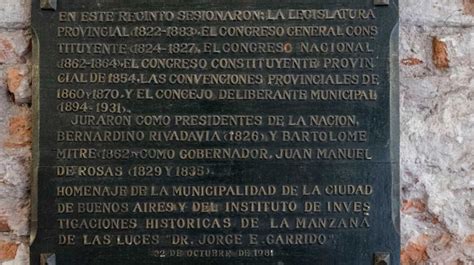 EN ESTE RECINTO SESIONARON: LA LEGISLATURA
PROVINCIAL (1822-1883), EL CONGRESO GENERAL CONS
TITUYENTE (1824-1827), EL CONGRESO NACIONAL
(1862-1864), EL CONGRESO CONSTITUYENTE PROVIN
CIAL DE 1854, LAS CONVENCIONES PROVINCIALES DE
1860 Y 1870, Y EL CONCEJO DELIBERANTE MUNICIPAL
(1894-1931).
JURARON COMO PRESIDENTES DE LA NACION,
BERNARDINO RIVADAVIA (1826) Y BARTOLOME
MITRE (1862) Y COMO GOBERNADOR, JUAN MANUEL
DE ROSAS (1829 Y 1835).
HOMENAJE DE LA MUNICIPALIDAD DE LA CIUDAD
DE BUENOS AIRES Y DEL INSTITUTO DE INVES
TIGACIONES HISTORICAS DE LA MANZANA
DE LAS LUCES "DR. JORGE E. GARRIDO".
22 DE OCTUBRE DE 1981